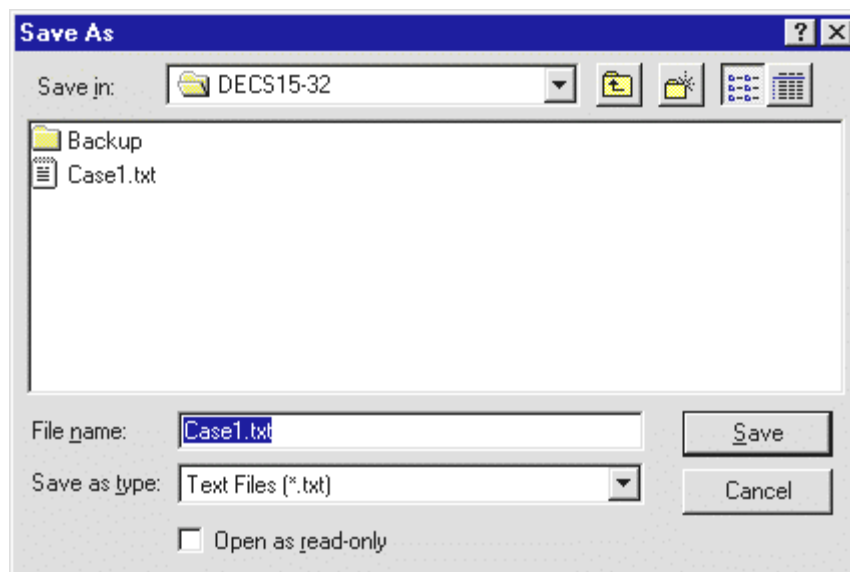 Save As
Save in: DECS15-32
Backup
Case1.txt
File name: Case1.txt Save
Save as type: Text Files (*.txt) Cancel
Open as read-only